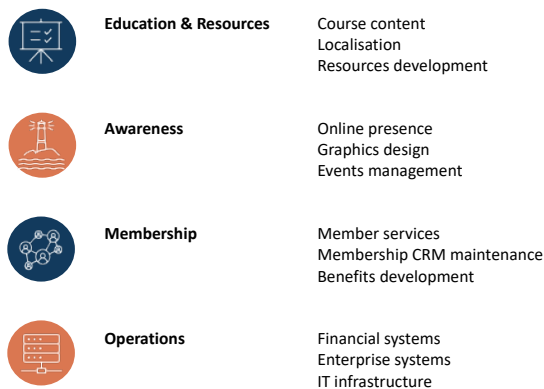 Education & Resources
Course content
Localisation
Resources development
Awareness
Online presence
Graphics design
Events management
Membership
Member services
Membership CRM maintenance
Benefits development
Operations
Financial systems
Enterprise systems
IT infrastructure